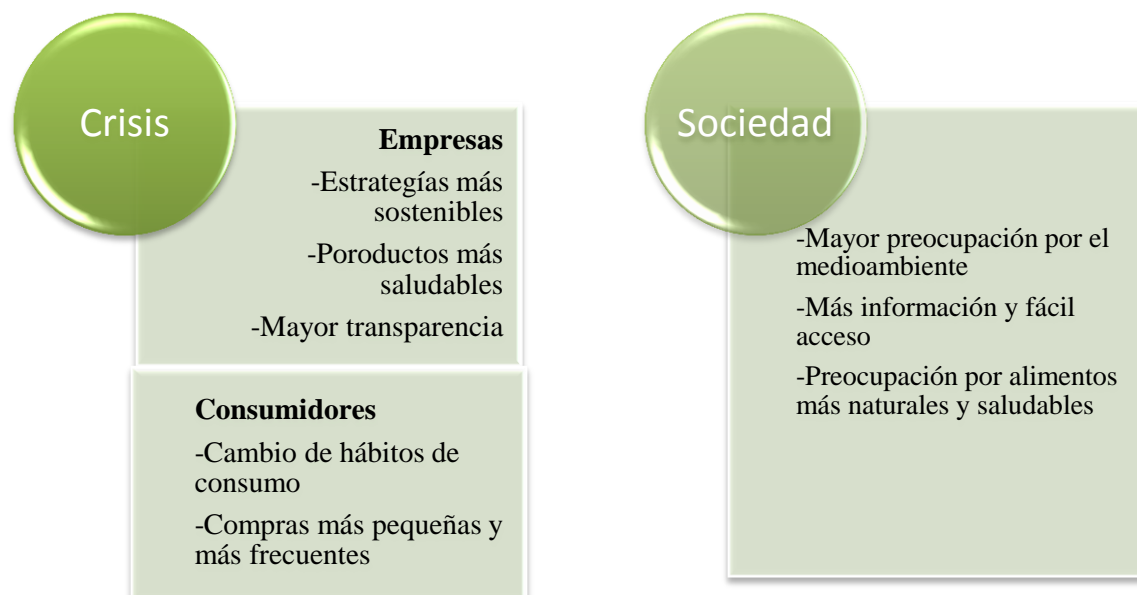 Crisis
Empresas
-Estrategías más
sostenibles
-Poroductos más
saludables
-Mayor transparencia
Consumidores
-Cambio de hábitos de
consumo
-Compras más pequeñas y
más frecuentes
Sociedad
-Mayor preocupación por el
medioambiente
-Más información y fácil
acceso
-Preocupación por alimentos
más naturales y saludables